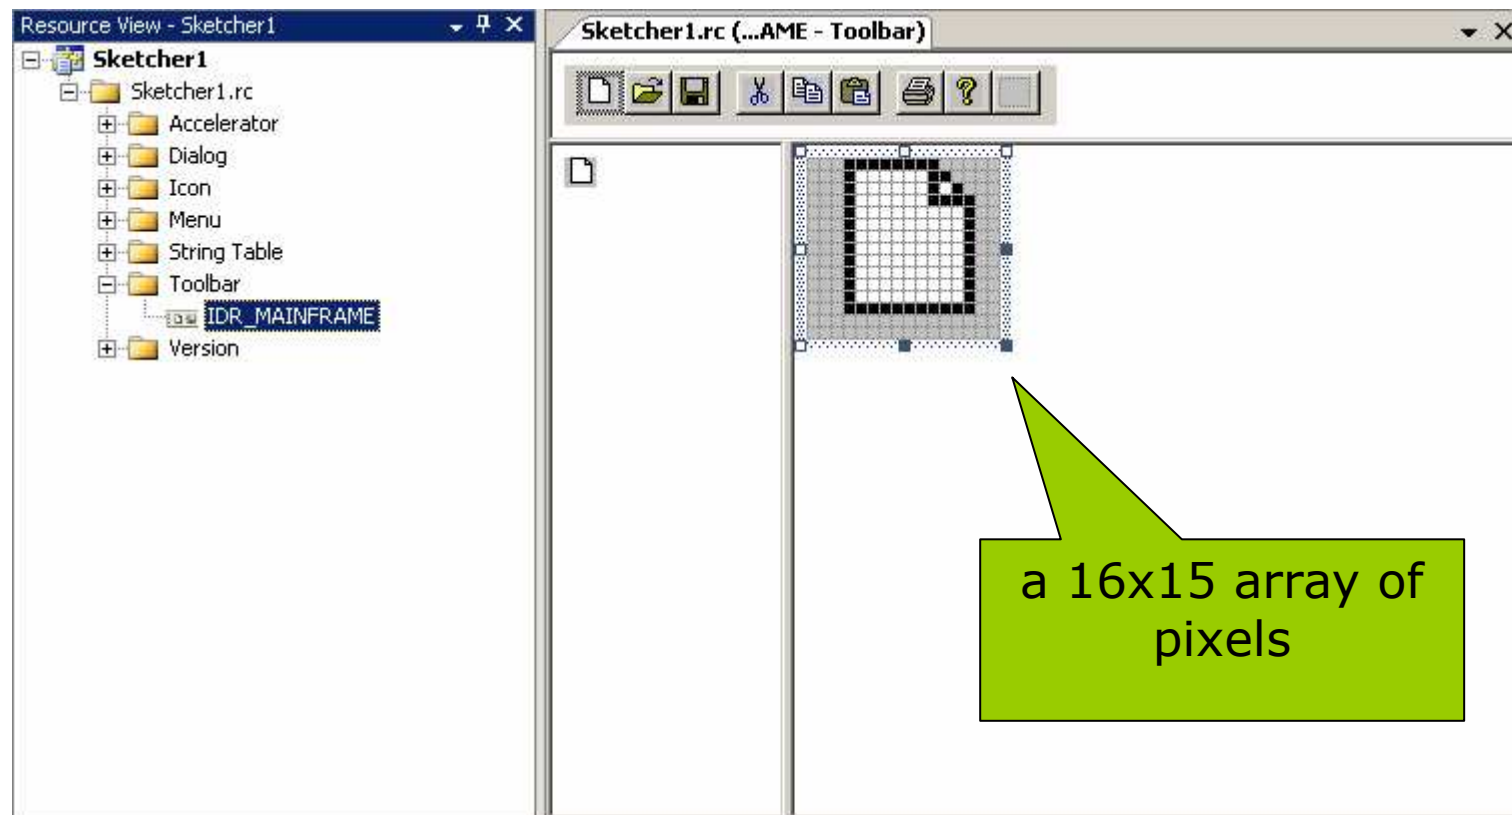 Resource View - Sketcher1
Sketcher1
Sketcher1.rc
Accelerator
Dialog
Icon
Menu
String Table
Toolbar
IDR_MAINFRAME
Version
Sketcher1.rc (...AME - Toolbar)
a 16x15 array of
pixels